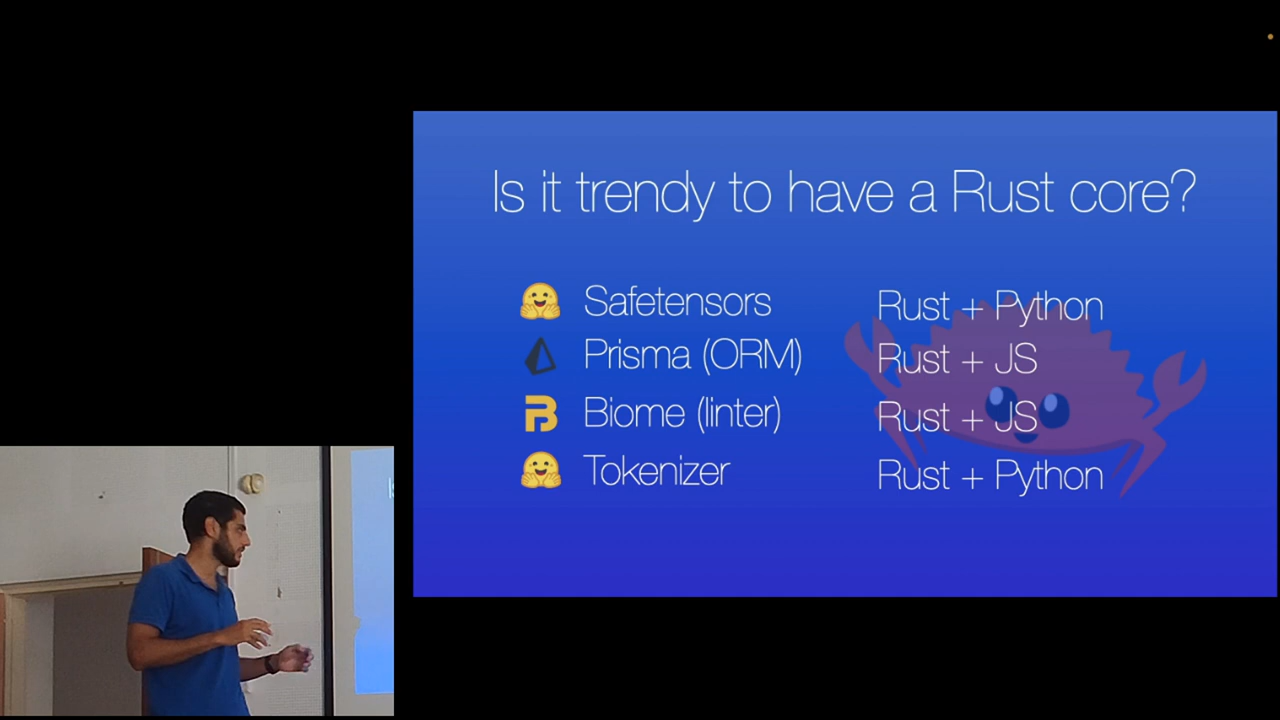 Is it trendy to have a Rust core?
Safetensors Rust + Python
Prisma (ORM) Rust + JS
Biome (linter) Rust + JS
Tokenizer Rust + Python